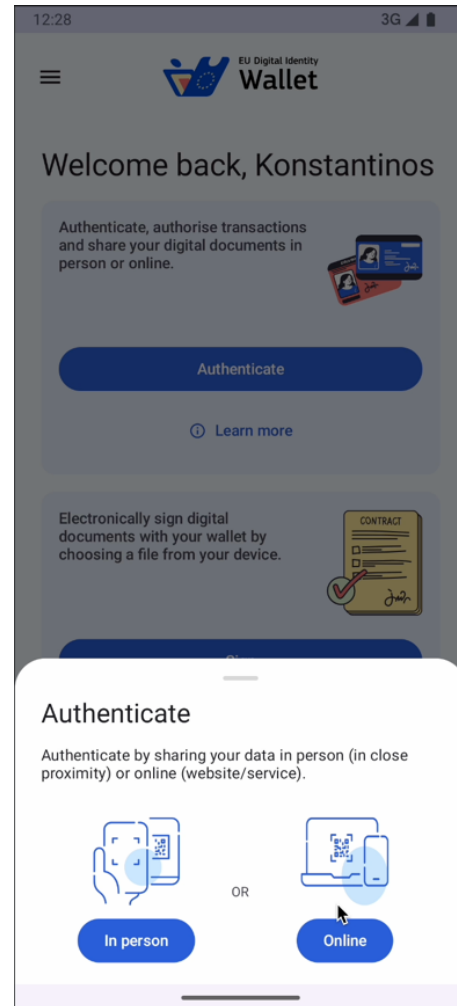 12:28
3G
EU Digital Identity
Wallet
Welcome back, Konstantinos
Authenticate, authorise transactions
and share your digital documents in
person or online.
Authenticate
Learn more
Electronically sign digital
documents with your wallet by
choosing a file from your device.
CONTRACT
Authenticate
Authenticate by sharing your data in person (in close
proximity) or online (website/service).
OR
In person
Online